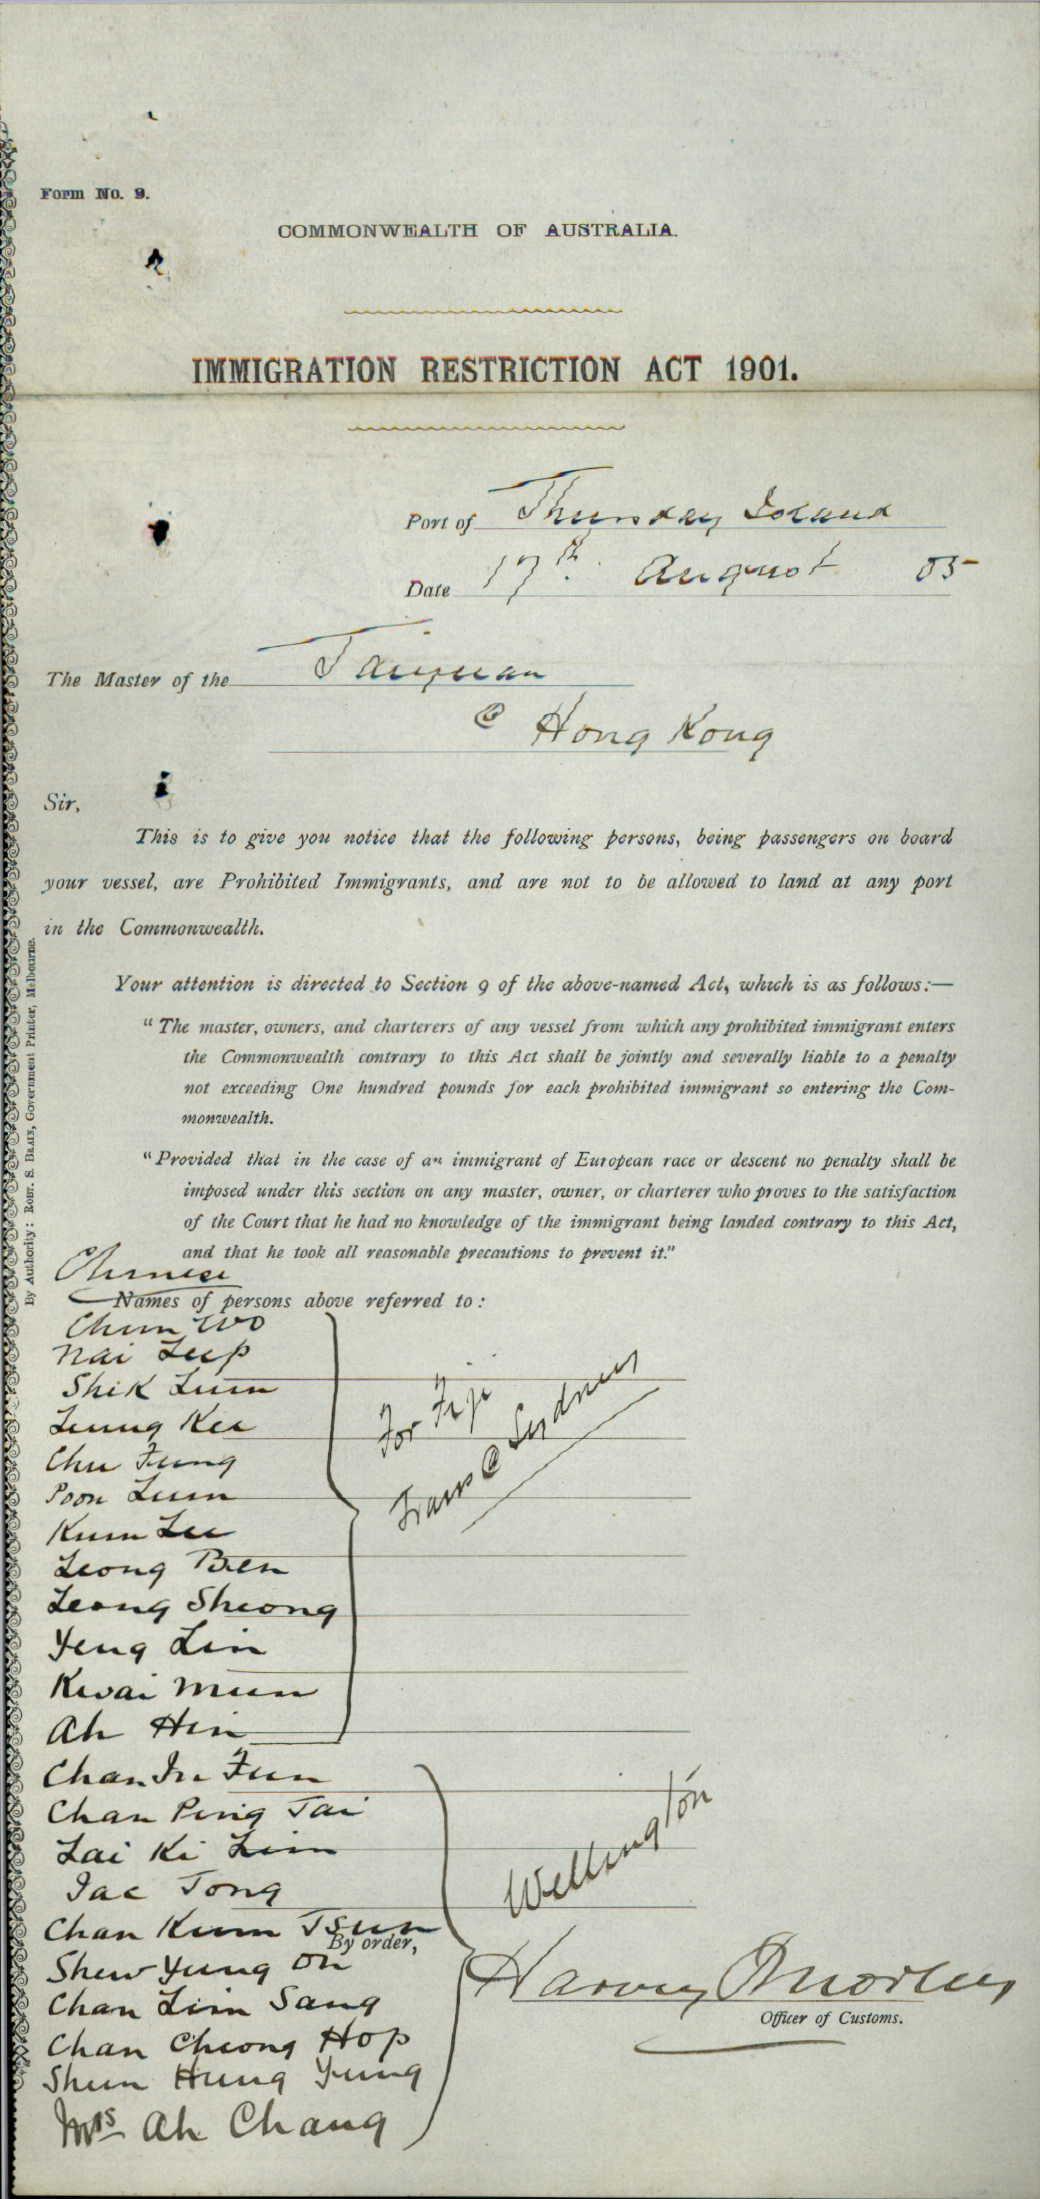 Form No. 9.
COMMONWEALTH OF AUSTRALIA.
IMMIGRATION RESTRICTION ACT 1901.
Port of Thursday Island
Date 17th August 05
The Master of the Taiyuan
@ Hong Kong
Sir,
This is to give you notice that the following persons, being passengers on board
your vessel, are Prohibited Immigrants, and are not to be allowed to land at any port
in the Commonwealth.
Your attention is directed to Section 9 of the above-named Act, which is as follows:—
"The master, owners, and charterers of any vessel from which any prohibited immigrant enters
the Commonwealth contrary to this Act shall be jointly and severally liable to a penalty
not exceeding One hundred pounds for each prohibited immigrant so entering the Com-
monwealth.
"Provided that in the case of an immigrant of European race or descent no penalty shall be
imposed under this section on any master, owner, or charterer who proves to the satisfaction
of the Court that he had no knowledge of the immigrant being landed contrary to this Act,
and that he took all reasonable precautions to prevent it."
By Authority: Robt. S. Brain, Government Printer, Melbourne.
Chinese
Names of persons above referred to:
Chun Wo
Nai Leep
Shik Lum
Leung Kee
Chu Fung
Poon Lum
Kum Lee
Leong Ben
Leong Sheong
Yeng Lin
Kwai Mun
Ah Hin
For Fiji
Trans @ Sydney
Chan Fun
Chan Ping Tai
Lai Ki Lim
Tong
Chan Kum Tsun
Shew Yung On
Chan Lim Sang
Chan Cheong Hop
Shun Hung Yung
Mrs Ah Chang
Wellington
By order,
Harvey Morley
Officer of Customs.